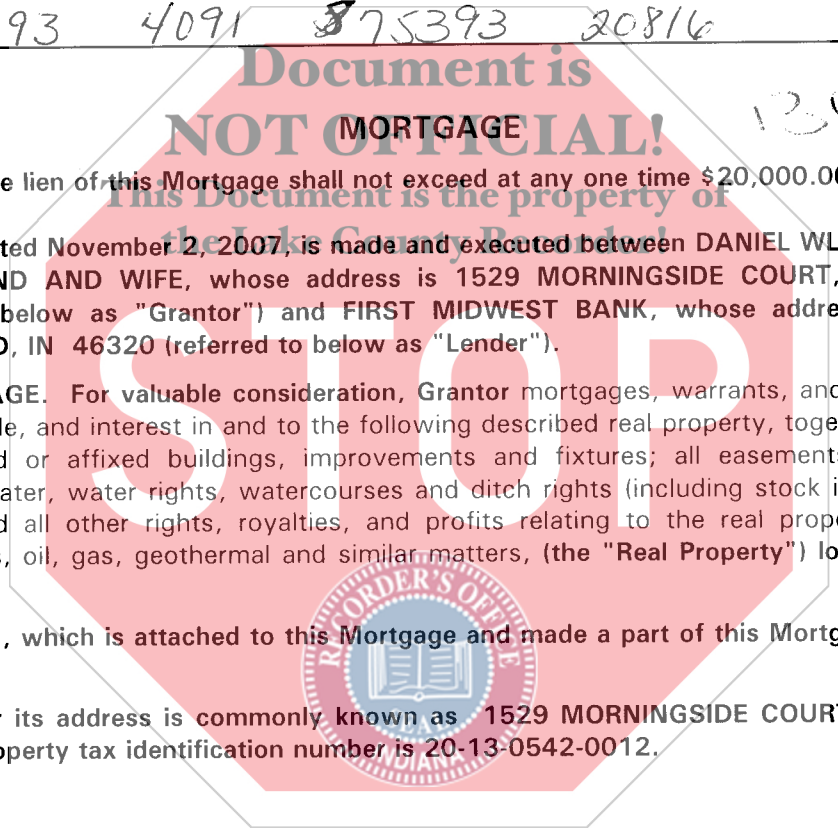 93 4091 875393 20816
Document is
NOT OFFICIAL!
MORTGAGE
e lien of this Mortgage shall not exceed at any one time $20,000.0
This Document is the property of
the Lake County Recorder!
ted November 2, 2007, is made and executed between DANIEL WL
ND AND WIFE, whose address is 1529 MORNINGSIDE COURT,
below as "Grantor") and FIRST MIDWEST BANK, whose addre
D, IN 46320 (referred to below as "Lender").
AGE. For valuable consideration, Grantor mortgages, warrants, and
le, and interest in and to the following described real property, toge
d or affixed buildings, improvements and fixtures; all easements
ater, water rights, watercourses and ditch rights (including stock i
d all other rights, royalties, and profits relating to the real prop
s, oil, gas, geothermal and similar matters, (the "Real Property") lo
STOP
RECORDER'S OFFICE
, which is attached to this Mortgage and made a part of this Mortg
r its address is commonly known as 1529 MORNINGSIDE COURT
operty tax identification number is 20-13-0542-0012.
INDIANA